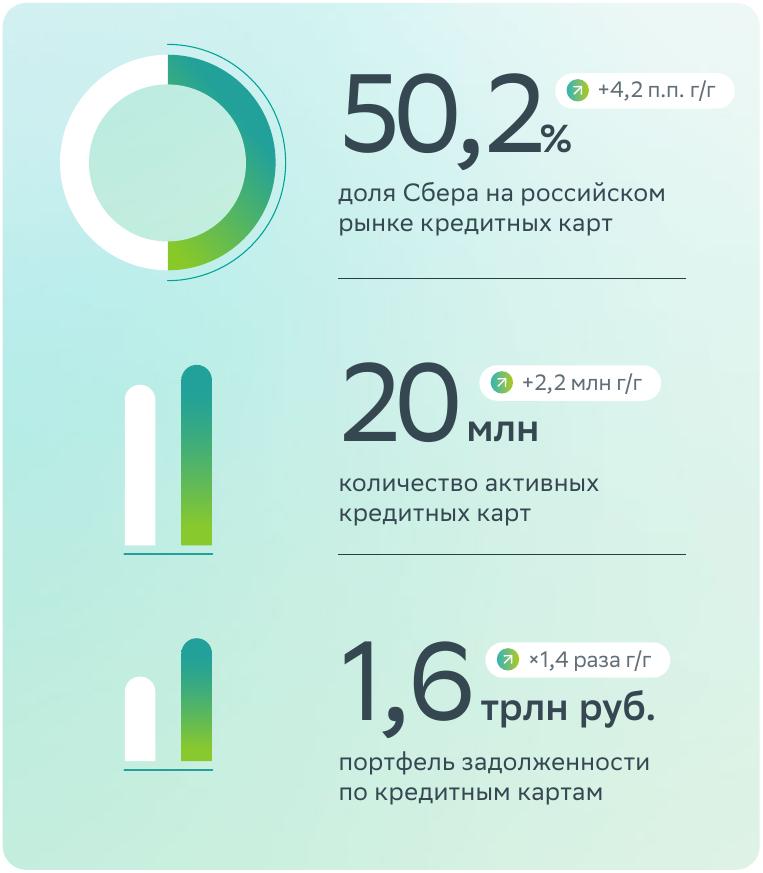 50,2%
+4,2 п.п. г/г
доля Сбера на российском
рынке кредитных карт
20 млн
+2,2 млн г/г
количество активных
кредитных карт
1,6 трлн руб.
×1,4 раза г/г
портфель задолженности
по кредитным картам